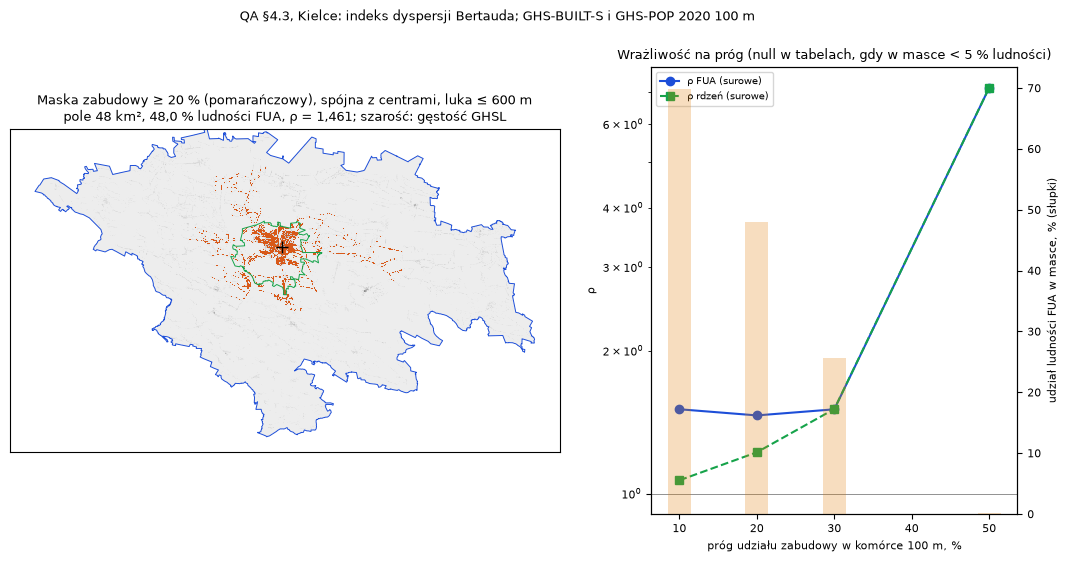 QA §4.3, Kielce: indeks dyspersji Bertauda; GHS-BUILT-S i GHS-POP 2020 100 m
Maska zabudowy ≥ 20 % (pomarańczowy), spójna z centrami, luka ≤ 600 m
pole 48 km², 48,0 % ludności FUA, ρ = 1,461; szarość: gęstość GHSL
Wrażliwość na próg (null w tabelach, gdy w masce < 5 % ludności)
ρ FUA (surowe)
ρ rdzeń (surowe)
6 × 10⁰
4 × 10⁰
3 × 10⁰
2 × 10⁰
10⁰
ρ
10
20
30
40
50
próg udziału zabudowy w komórce 100 m, %
70
60
50
40
30
20
10
0
udział ludności FUA w masce, % (słupki)